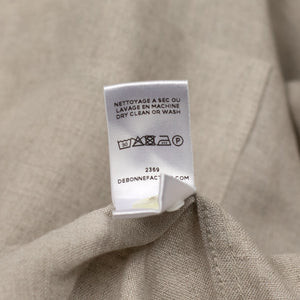 NETTOYAGE A SEC OU
LAVAGE EN MACHINE
DRY CLEAN OR WASH
2369
DEBONNEFACTURE.COM